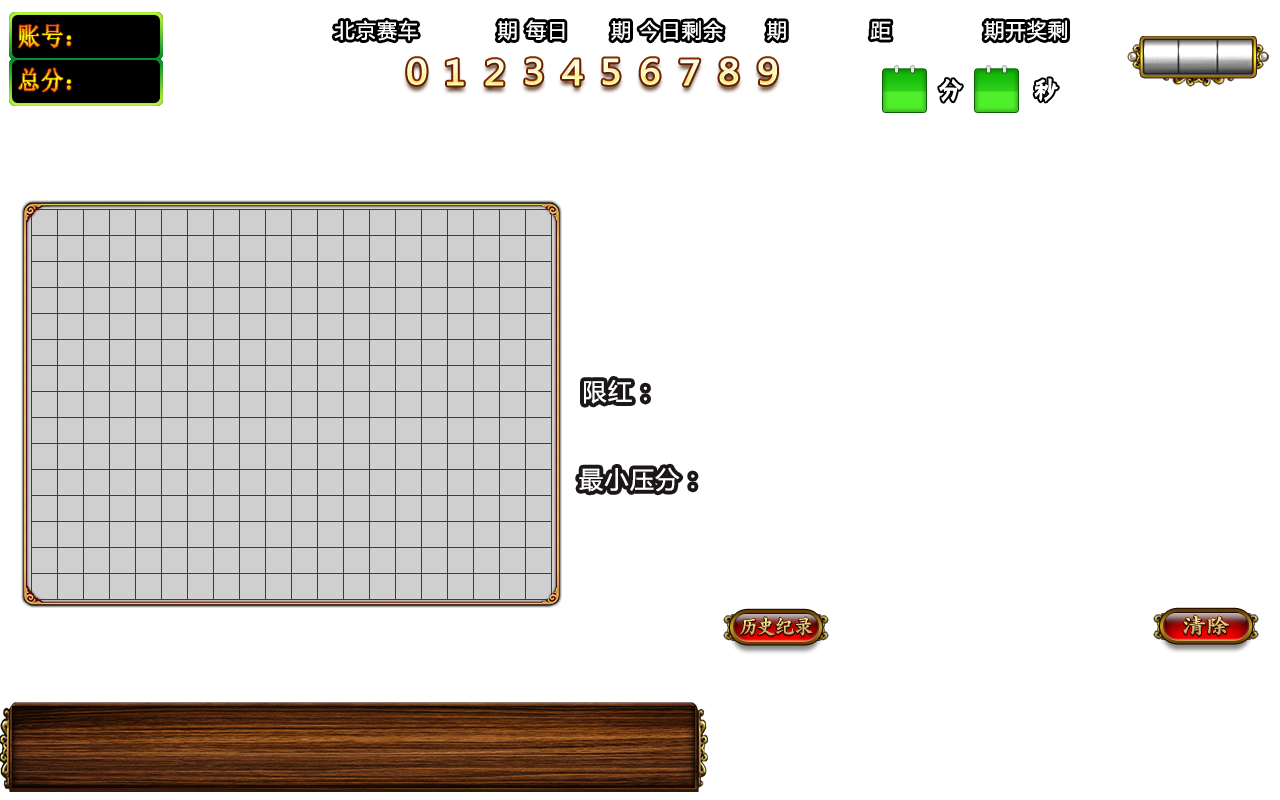 账号：
总分：
北京赛车 期 每日 期 今日剩余 期 距 期开奖剩
0 1 2 3 4 5 6 7 8 9
分 秒
限红：
最小压分：
历史纪录
清除